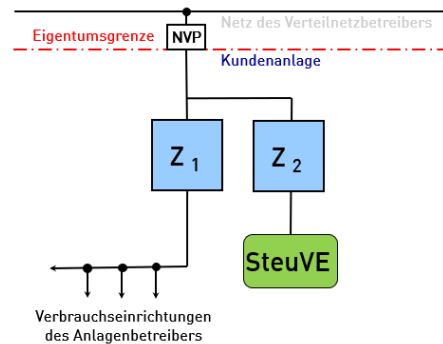 Netz des Verteilnetzbetreibers
Eigentumsgrenze
NVP
Kundenanlage
Z 1
Z 2
SteuVE
Verbrauchseinrichtungen
des Anlagenbetreibers